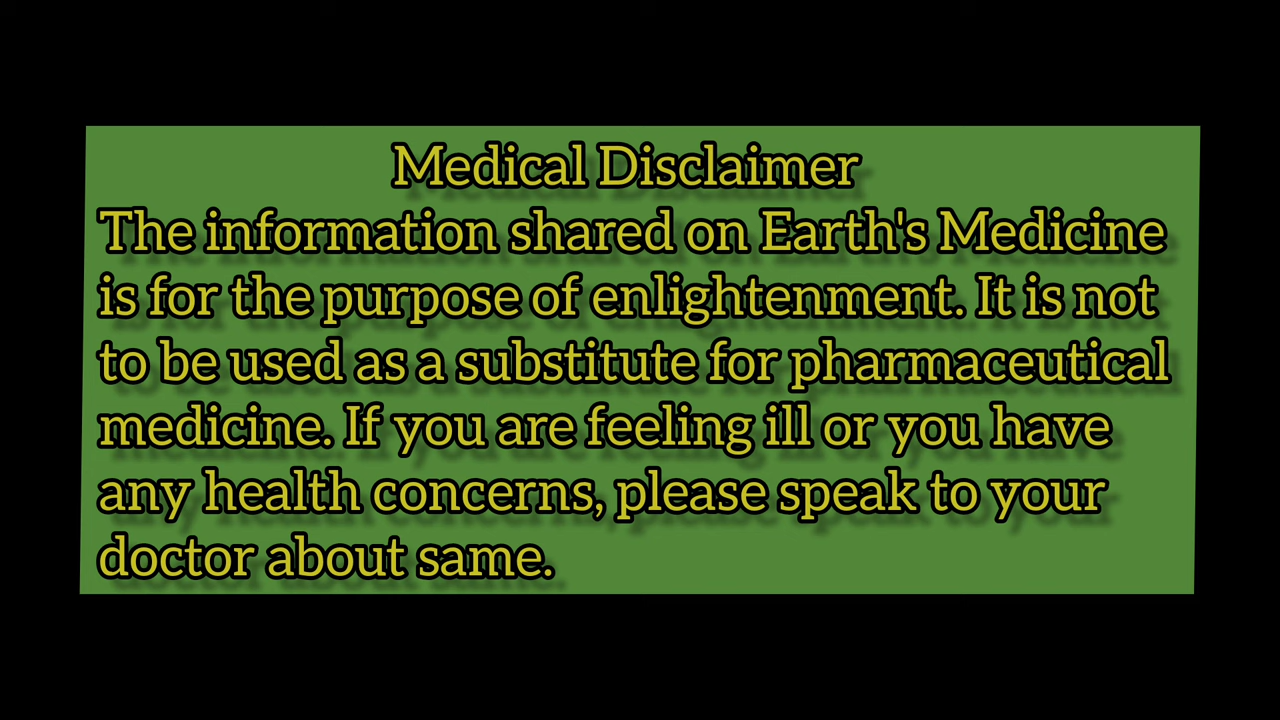 Medical Disclaimer
The information shared on Earth's Medicine
is for the purpose of enlightenment. It is not
to be used as a substitute for pharmaceutical
medicine. If you are feeling ill or you have
any health concerns, please speak to your
doctor about same.